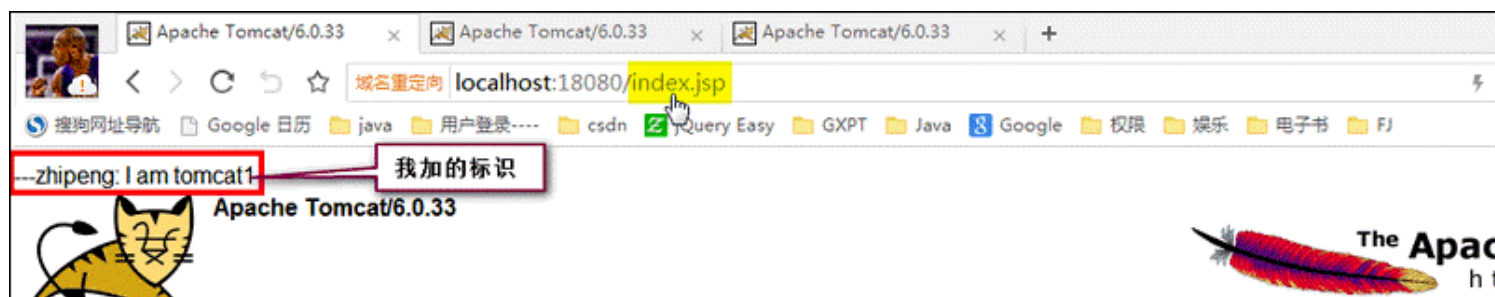 Apache Tomcat/6.0.33 Apache Tomcat/6.0.33 Apache Tomcat/6.0.33
域名重定向 localhost:18080/index.jsp
搜狗网址导航 Google 日历 java 用户登录---- csdn jQuery Easy GXPT Java Google 权限 娱乐 电子书 FJ
---zhipeng: I am tomcat1
我加的标识
Apache Tomcat/6.0.33
The Apac
h t